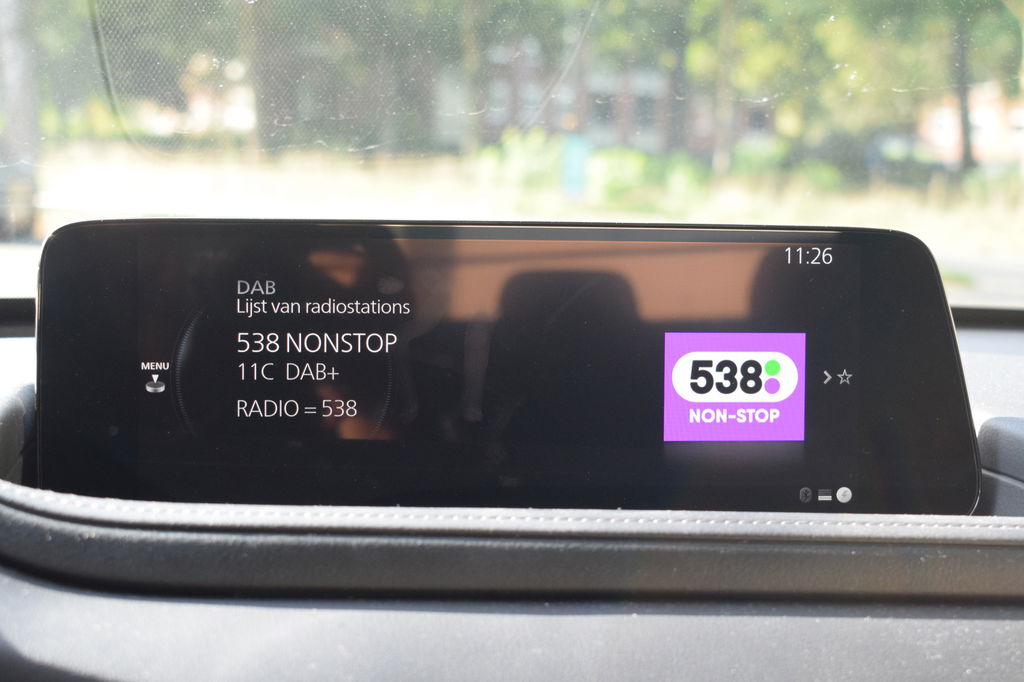 11:26
DAB
Lijst van radiostations
538 NONSTOP
11C DAB+
RADIO = 538
MENU
538
NON-STOP